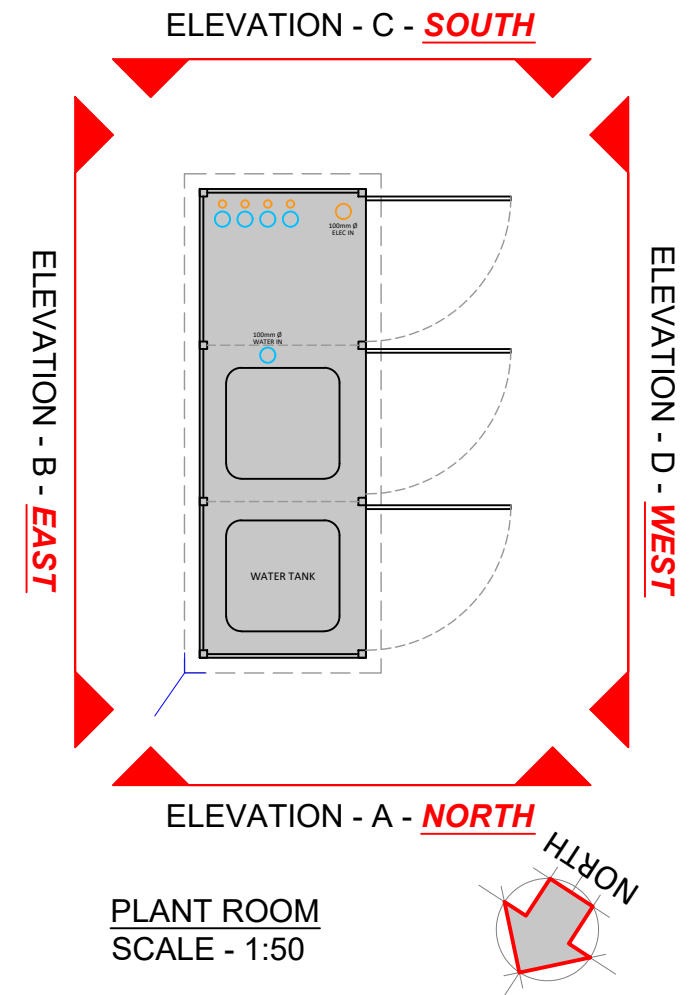 ELEVATION - C - SOUTH
100mm Ø
ELEC IN
100mm Ø
WATER IN
WATER TANK
ELEVATION - B - EAST
ELEVATION - D - WEST
ELEVATION - A - NORTH
NORTH
PLANT ROOM
SCALE - 1:50